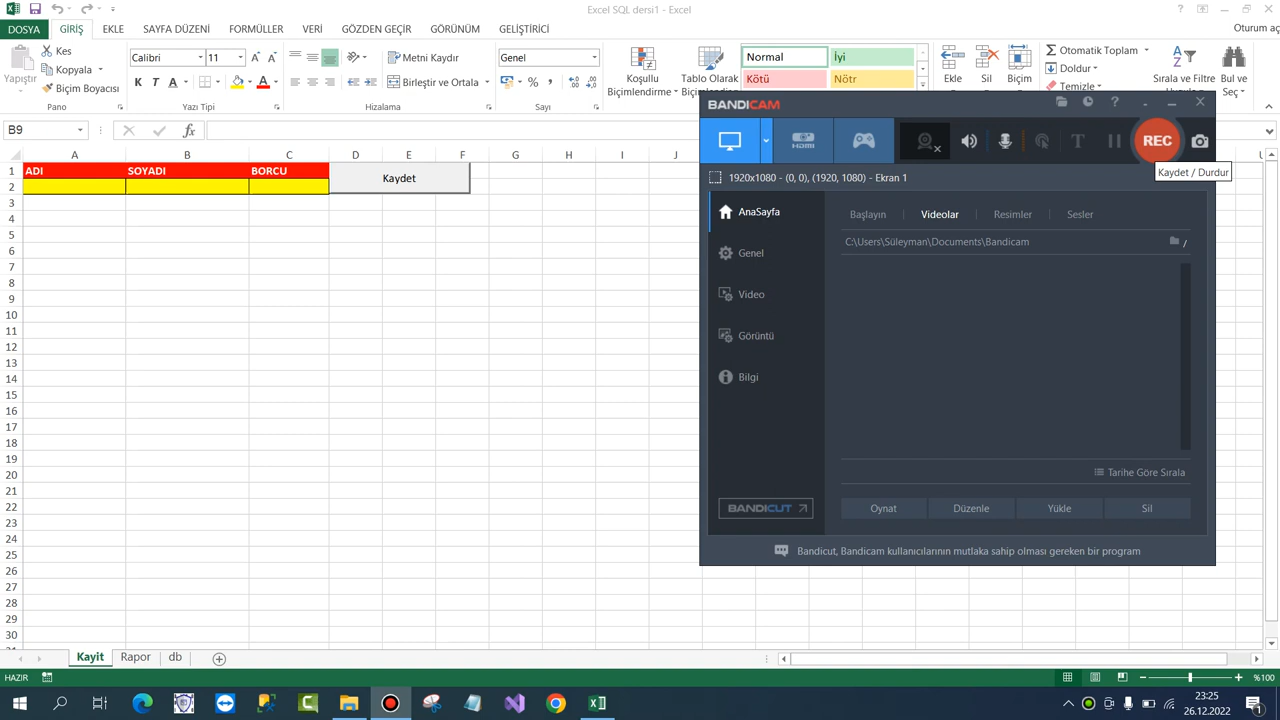 Excel SQL dersi1 - Excel
Oturum aç
DOSYA GİRİŞ EKLE SAYFA DÜZENİ FORMÜLLER VERİ GÖZDEN GEÇİR GÖRÜNÜM GELİŞTİRİCİ
Yapıştır
Kes
Kopyala
Biçim Boyacısı
Pano
Calibri 11
K T A
Yazı Tipi
Metni Kaydır
Birleştir ve Ortala
Hizalama
Genel
%
Sayı
Koşullu
Biçimlendirme
Tablo Olarak
Biçimlendir
Normal İyi
Kötü Nötr
Ekle Sil Biçim
Otomatik Toplam
Doldur
Temizle
Sırala ve Filtre
Bul ve
Seç
B9
fx
A B C D E F G H I J
1 ADI SOYADI BORCU
Kaydet
2
3
4
5
6
7
8
9
10
11
12
13
14
15
16
17
18
19
20
21
22
23
24
25
26
27
28
29
30
BANDICAM
HDMI
REC
Kaydet / Durdur
1920x1080 - (0, 0), (1920, 1080) - Ekran 1
AnaSayfa
Genel
Video
Görüntü
Bilgi
BANDICUT
Başlayın Videolar Resimler Sesler
C:\Users\Süleyman\Documents\Bandicam
/
Tarihe Göre Sırala
Oynat Düzenle Yükle Sil
Bandicut, Bandicam kullanıcılarının mutlaka sahip olması gereken bir program
Kayit Rapor db
HAZIR
%100
23:25
26.12.2022